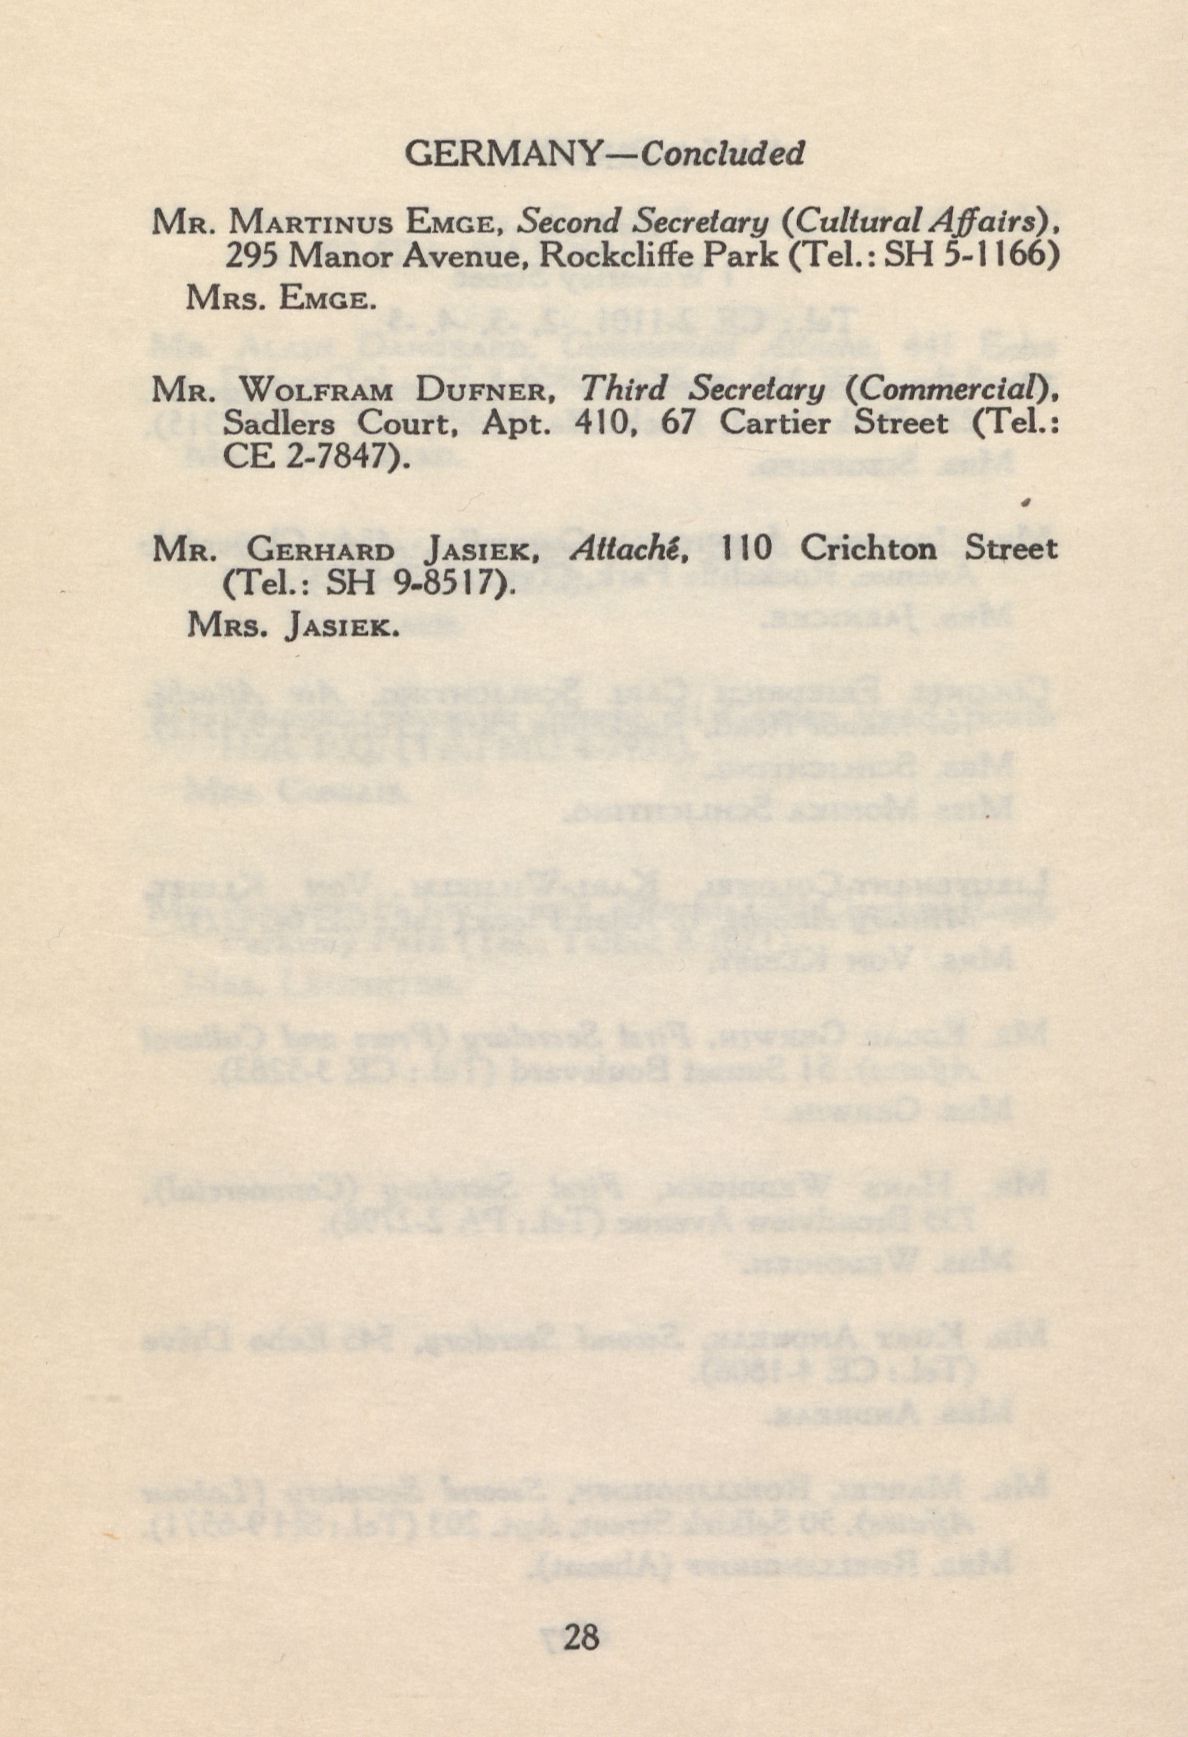 GERMANY—Concluded
MR. MARTINUS EMGE, Second Secretary (Cultural Affairs),
295 Manor Avenue, Rockcliffe Park (Tel.: SH 5-1166)
MRS. EMGE.
MR. WOLFRAM DUFNER, Third Secretary (Commercial),
Sadlers Court, Apt. 410, 67 Cartier Street (Tel.:
CE 2-7847).
MR. GERHARD JASIEK, Attaché, 110 Crichton Street
(Tel.: SH 9-8517).
MRS. JASIEK.
28